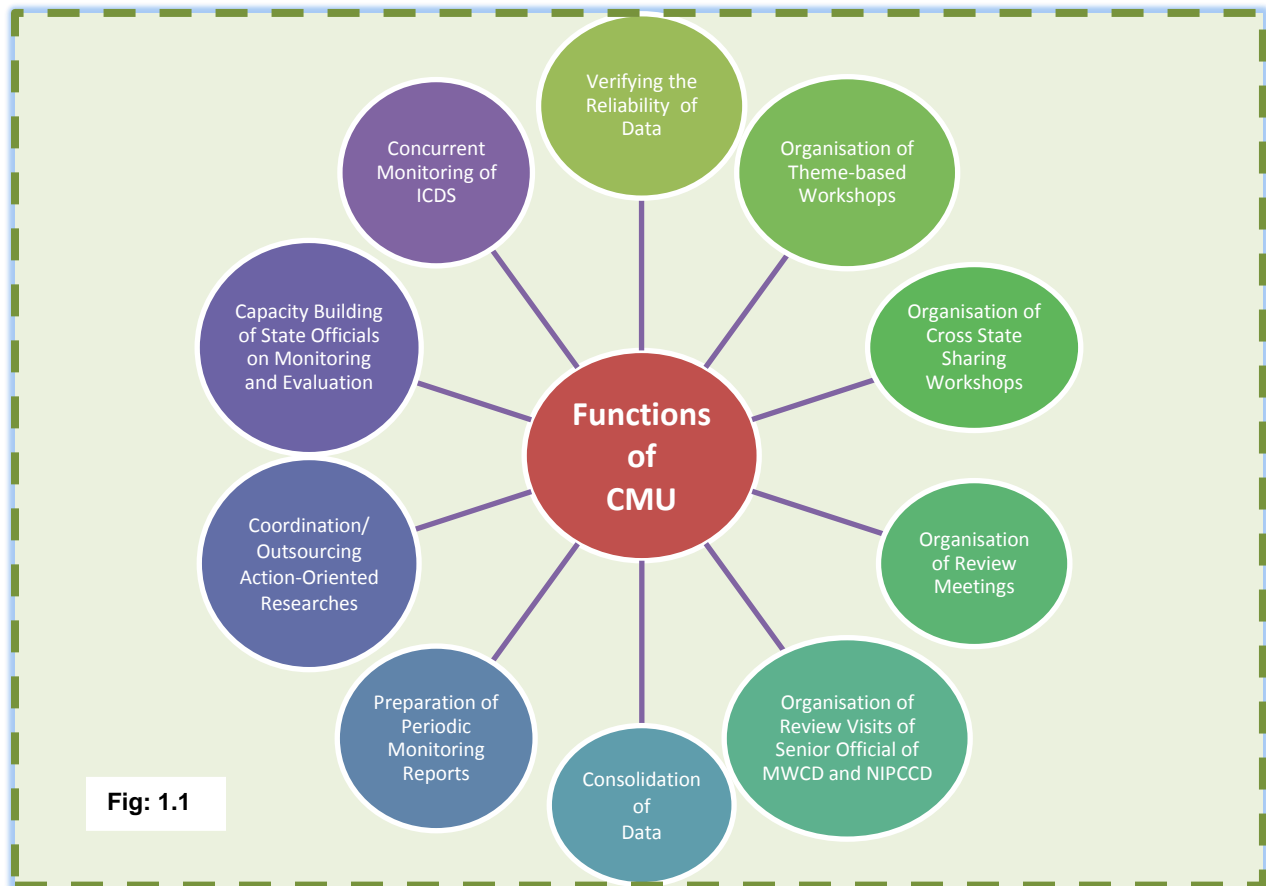 Verifying the
Reliability of
Data
Organisation of
Theme-based
Workshops
Organisation of
Cross State
Sharing
Workshops
Organisation
of Review
Meetings
Organisation of
Review Visits of
Senior Official of
MWCD and NIPCCD
Consolidation
of
Data
Preparation of
Periodic
Monitoring
Reports
Coordination/
Outsourcing
Action-Oriented
Researches
Capacity Building
of State Officials
on Monitoring
and Evaluation
Concurrent
Monitoring of
ICDS
Functions
of
CMU
Fig: 1.1